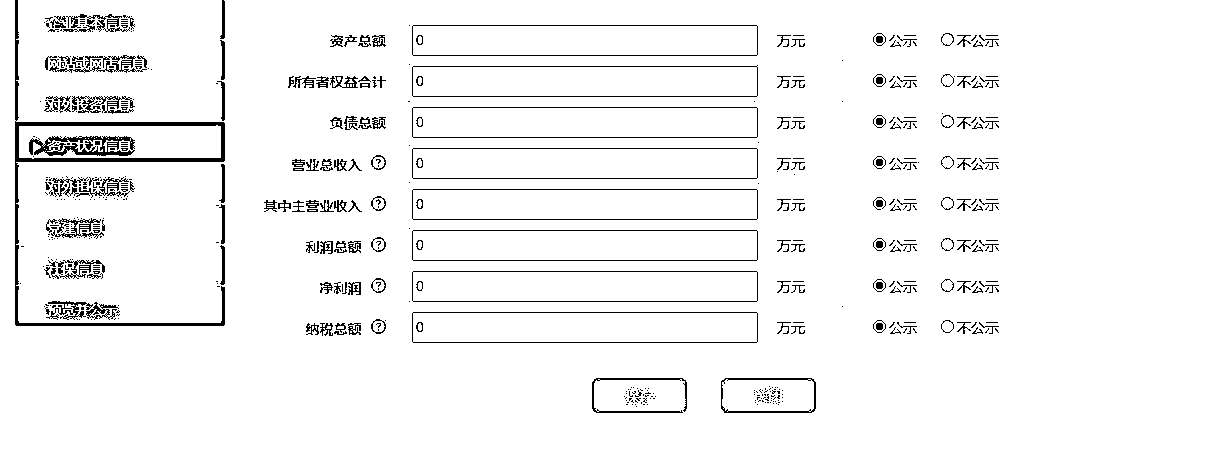 企业基本信息
网站或网店信息
对外投资信息
资产状况信息
对外担保信息
党建信息
社保信息
预览并公示
资产总额 0 万元 公示 不公示
所有者权益合计 0 万元 公示 不公示
负债总额 0 万元 公示 不公示
营业总收入 ? 0 万元 公示 不公示
其中主营业收入 ? 0 万元 公示 不公示
利润总额 ? 0 万元 公示 不公示
净利润 ? 0 万元 公示 不公示
纳税总额 ? 0 万元 公示 不公示